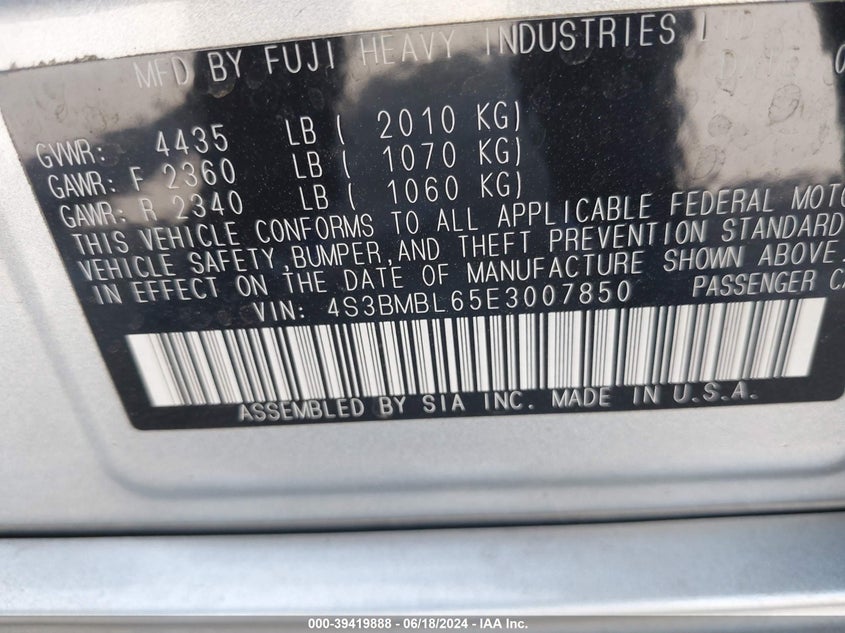 MFD BY FUJI HEAVY INDUSTRIES
GVWR: 4435 LB ( 2010 KG)
GAWR: F 2360 LB ( 1070 KG)
GAWR: R 2340 LB ( 1060 KG)
THIS VEHICLE CONFORMS TO ALL APPLICABLE FEDERAL MOTO
VEHICLE SAFETY,BUMPER,AND THEFT PREVENTION STANDARD
IN EFFECT ON THE DATE OF MANUFACTURE SHOWN ABOVE.
VIN: 4S3BMBL65E3007850 PASSENGER CA
ASSEMBLED BY SIA INC. MADE IN U.S.A.
000-39419888 - 06/18/2024 - IAA Inc.